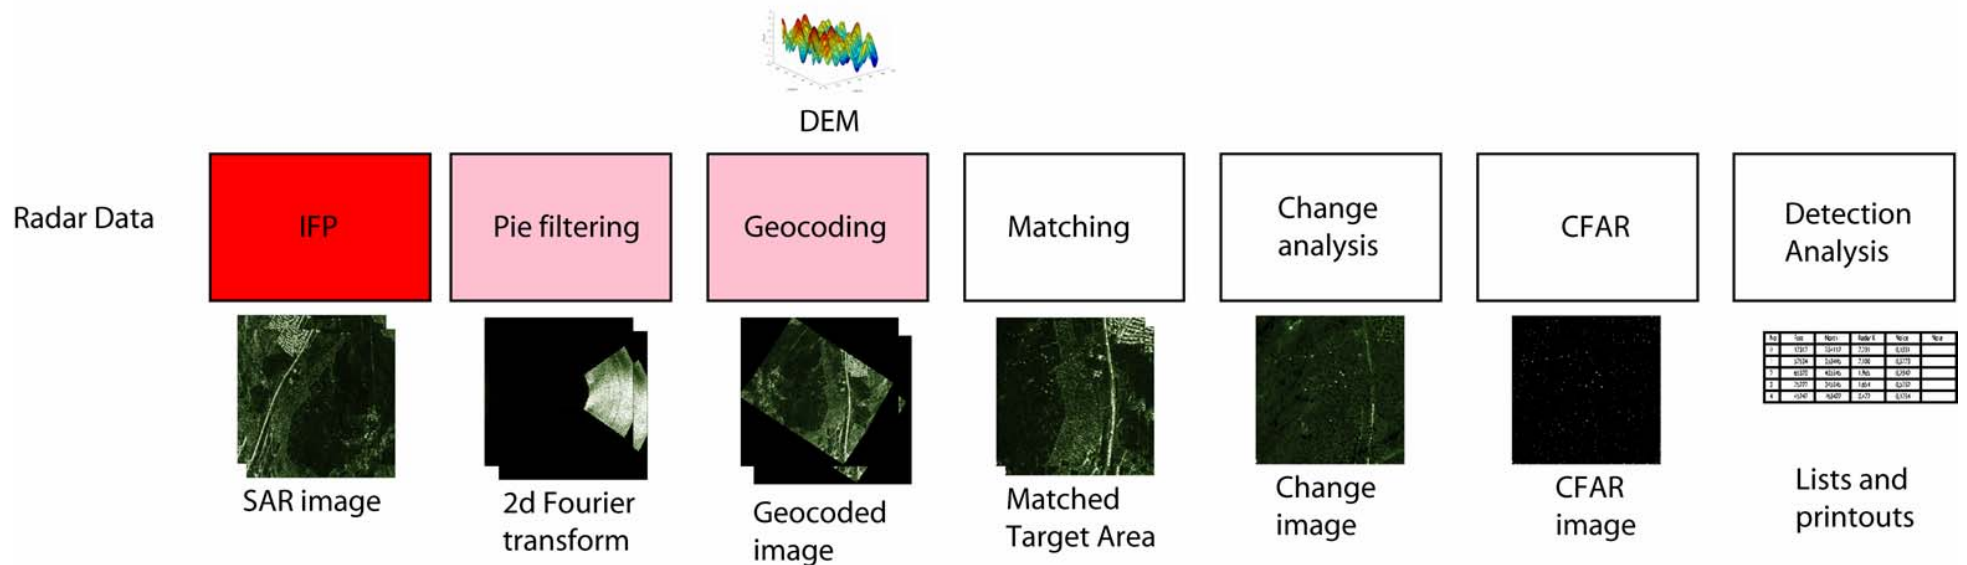 DEM
Radar Data
IFP
Pie filtering
Geocoding
Matching
Change
analysis
CFAR
Detection
Analysis
SAR image
2d Fourier
transform
Geocoded
image
Matched
Target Area
Change
image
CFAR
image
Lists and
printouts